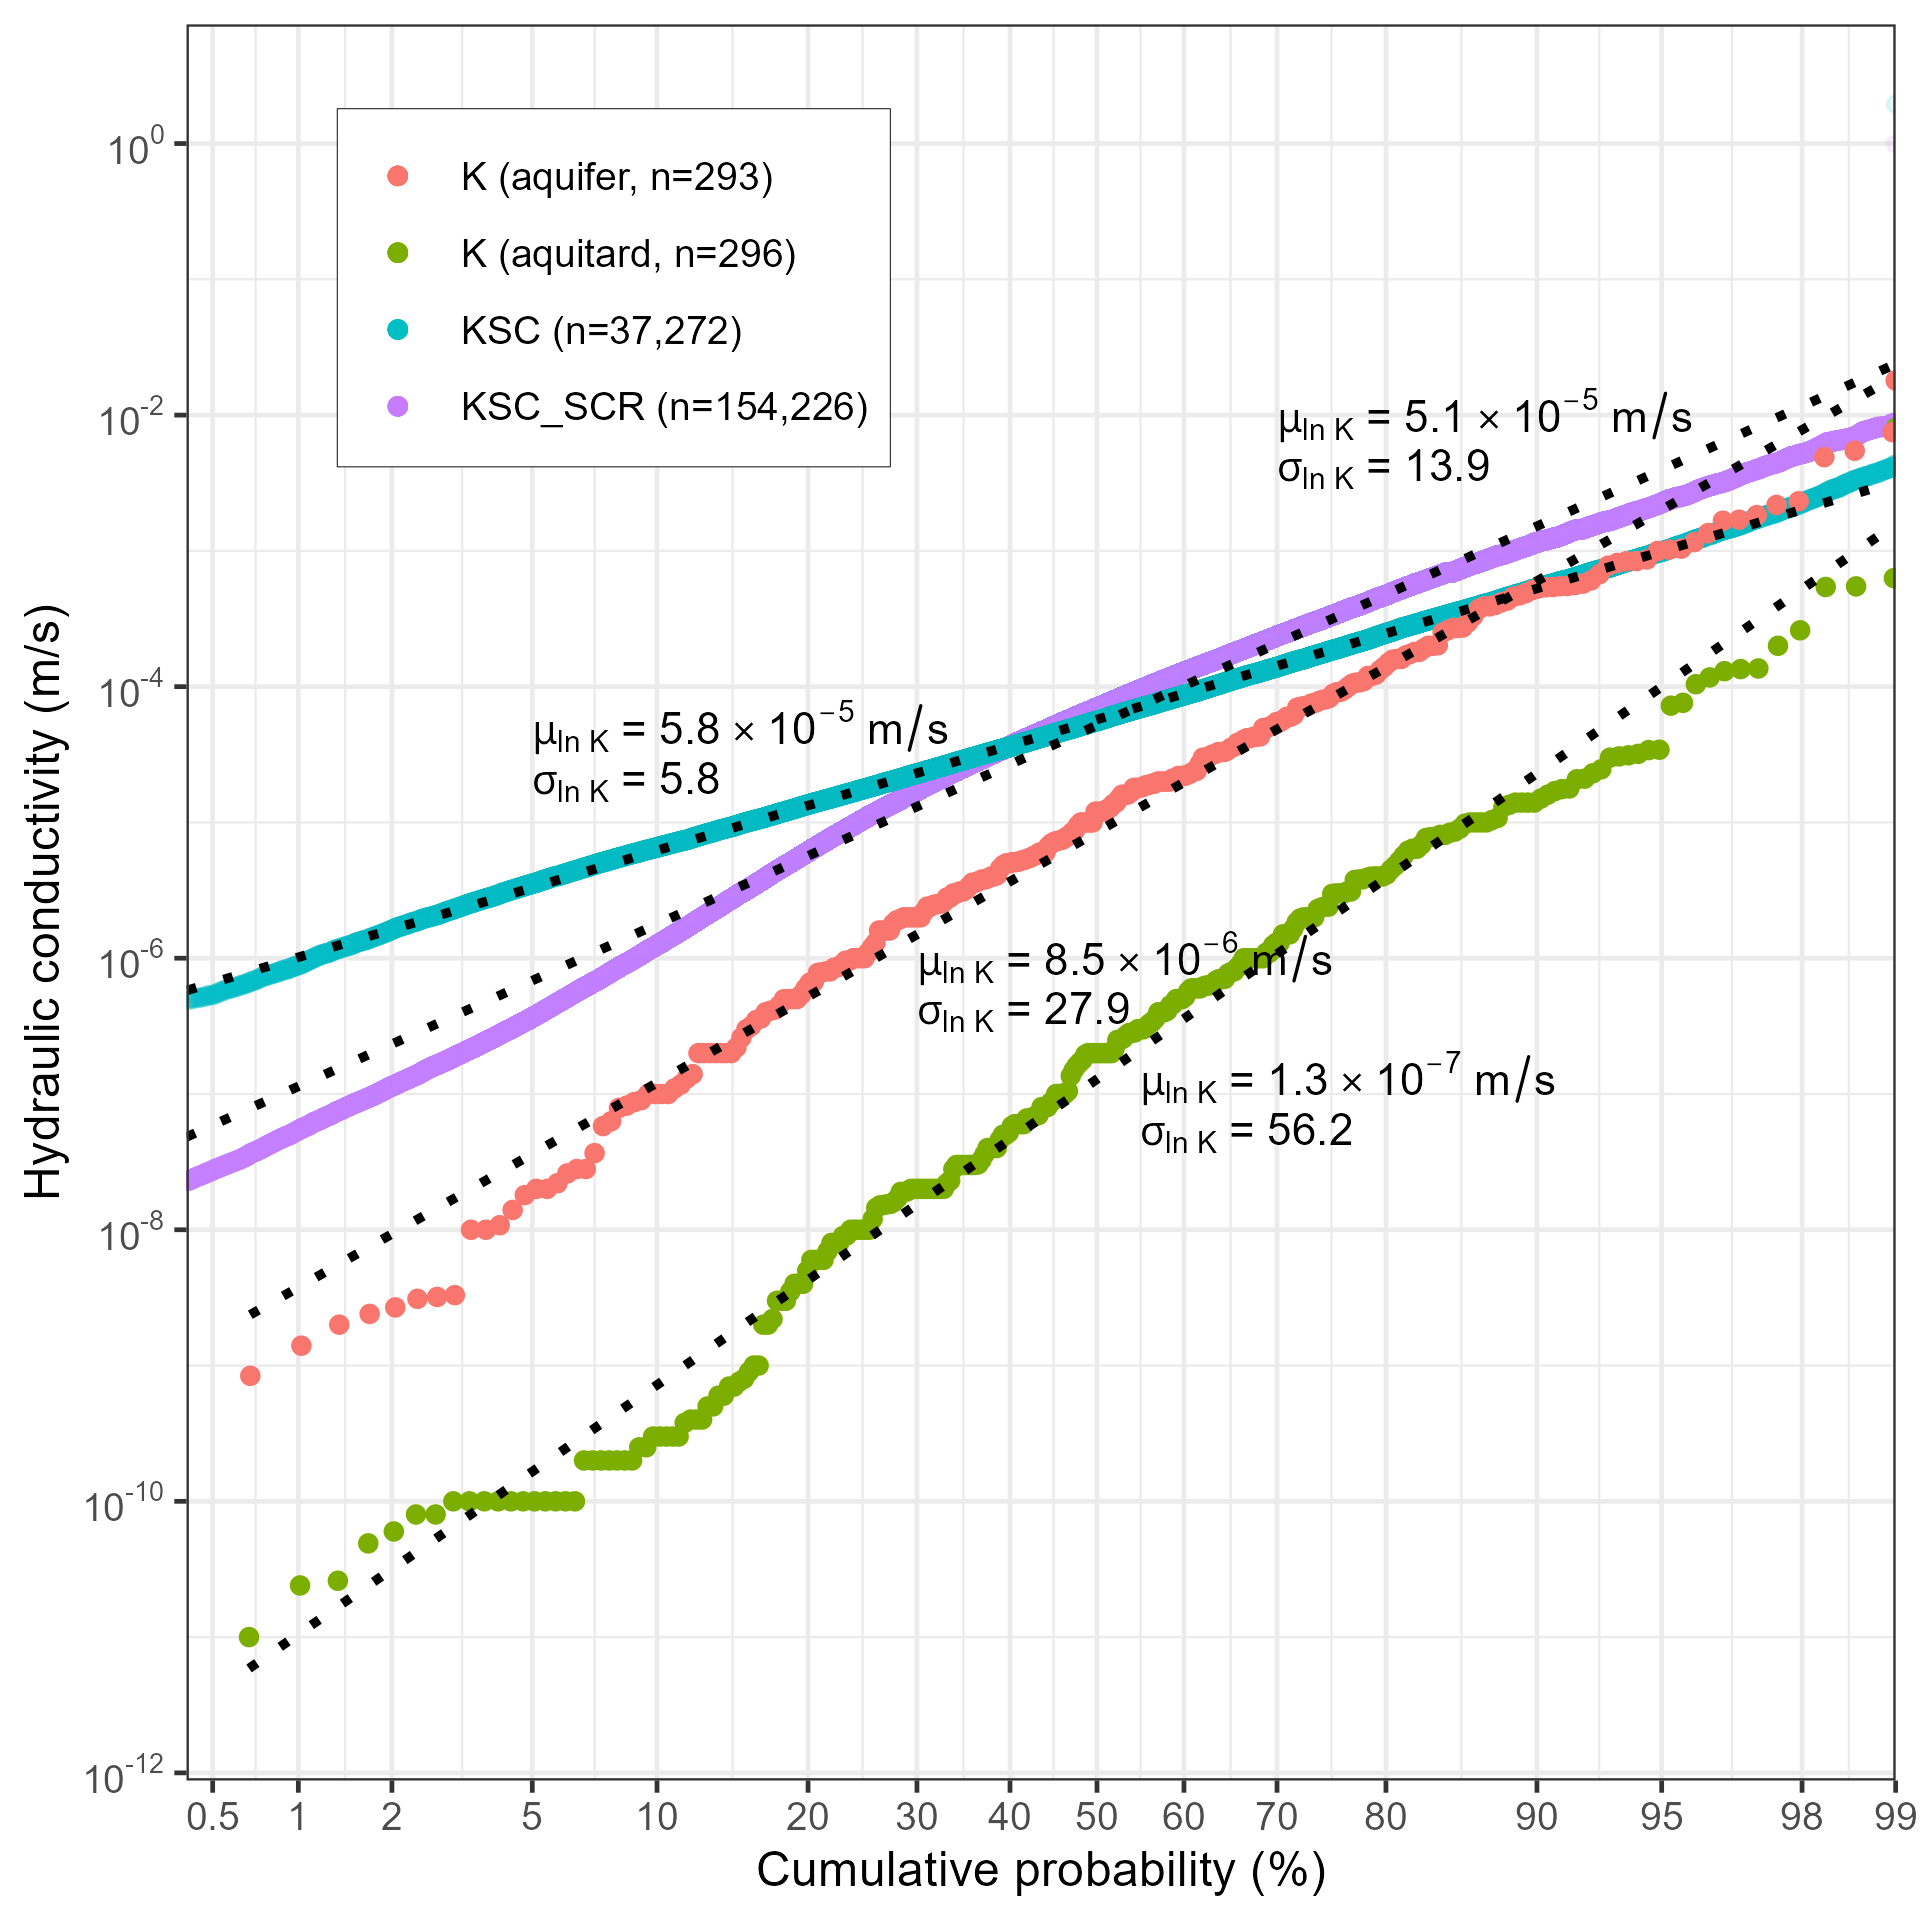 Hydraulic conductivity (m/s)
10⁰
10⁻²
10⁻⁴
10⁻⁶
10⁻⁸
10⁻¹⁰
10⁻¹²
K (aquifer, n=293)
K (aquitard, n=296)
KSC (n=37,272)
KSC_SCR (n=154,226)
μln K = 5.1 × 10⁻⁵ m/s
σln K = 13.9
μln K = 5.8 × 10⁻⁵ m/s
σln K = 5.8
μln K = 8.5 × 10⁻⁶ m/s
σln K = 27.9
μln K = 1.3 × 10⁻⁷ m/s
σln K = 56.2
0.5 1 2 5 10 20 30 40 50 60 70 80 90 95 98 99
Cumulative probability (%)